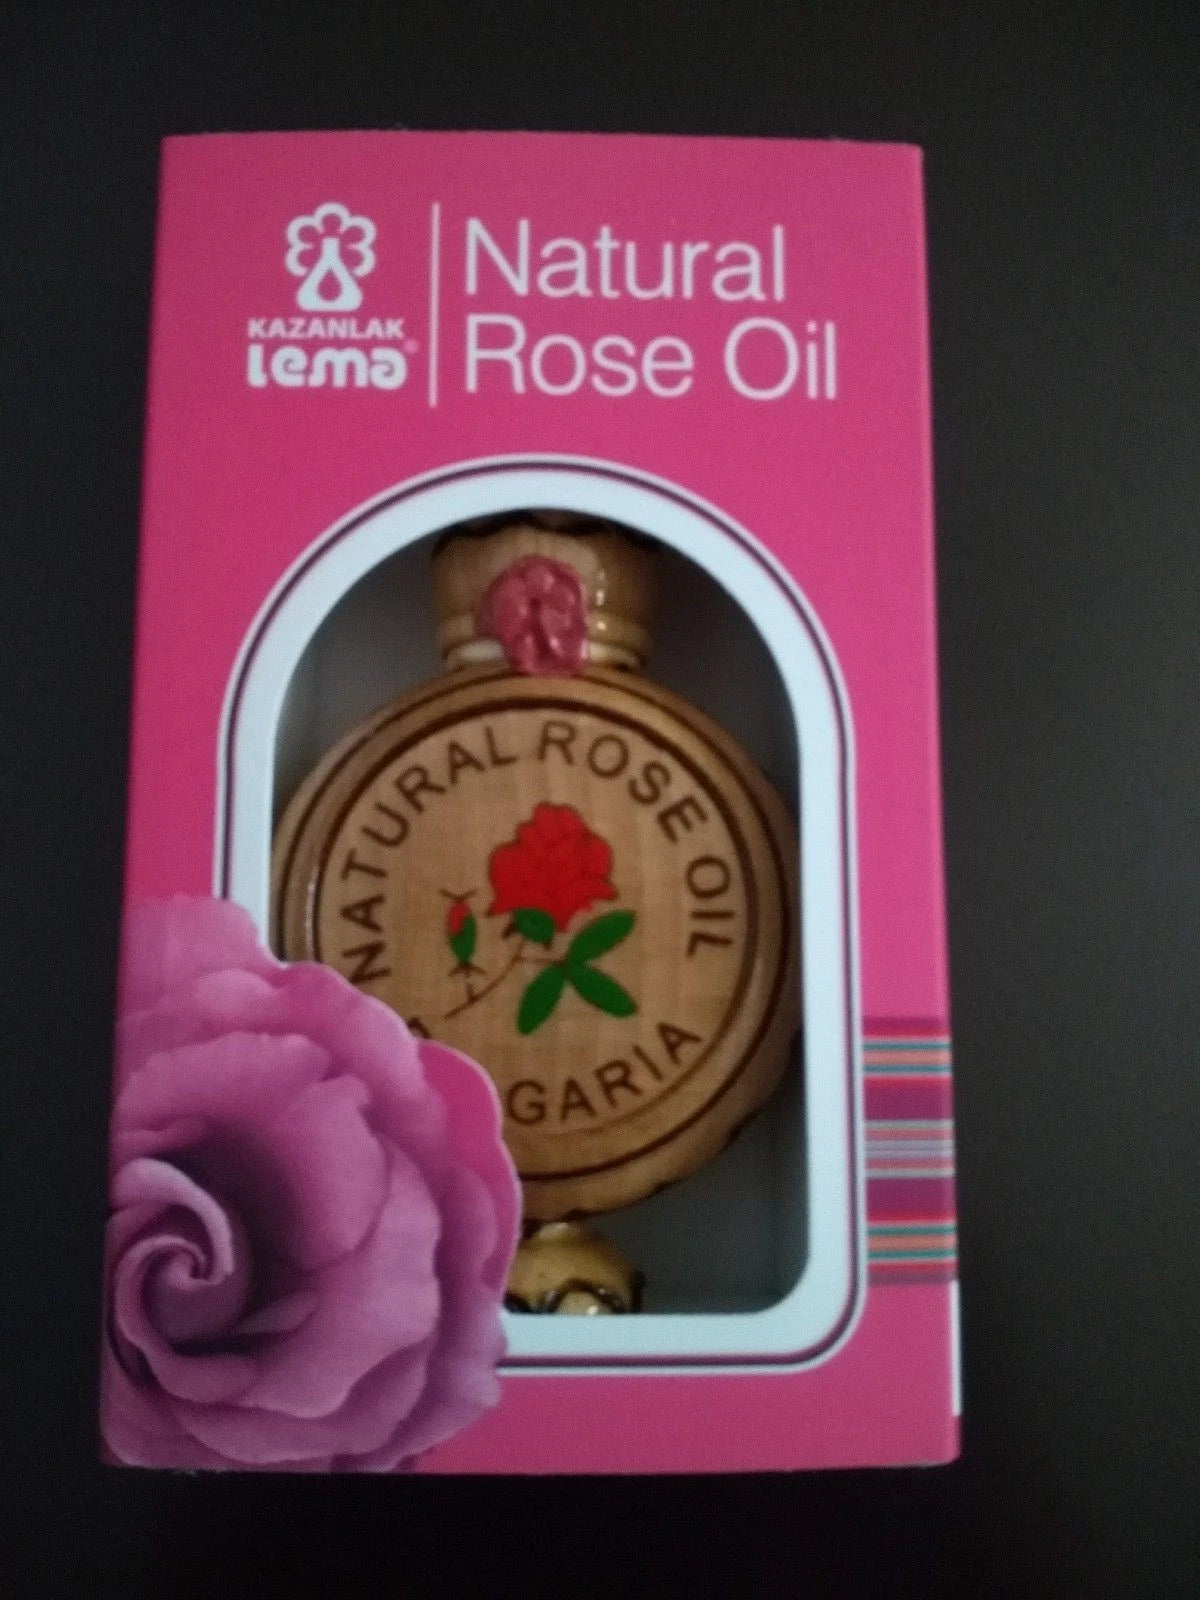 KAZANLAK
lema®
Natural
Rose Oil
NATURAL ROSE OIL
GARIA